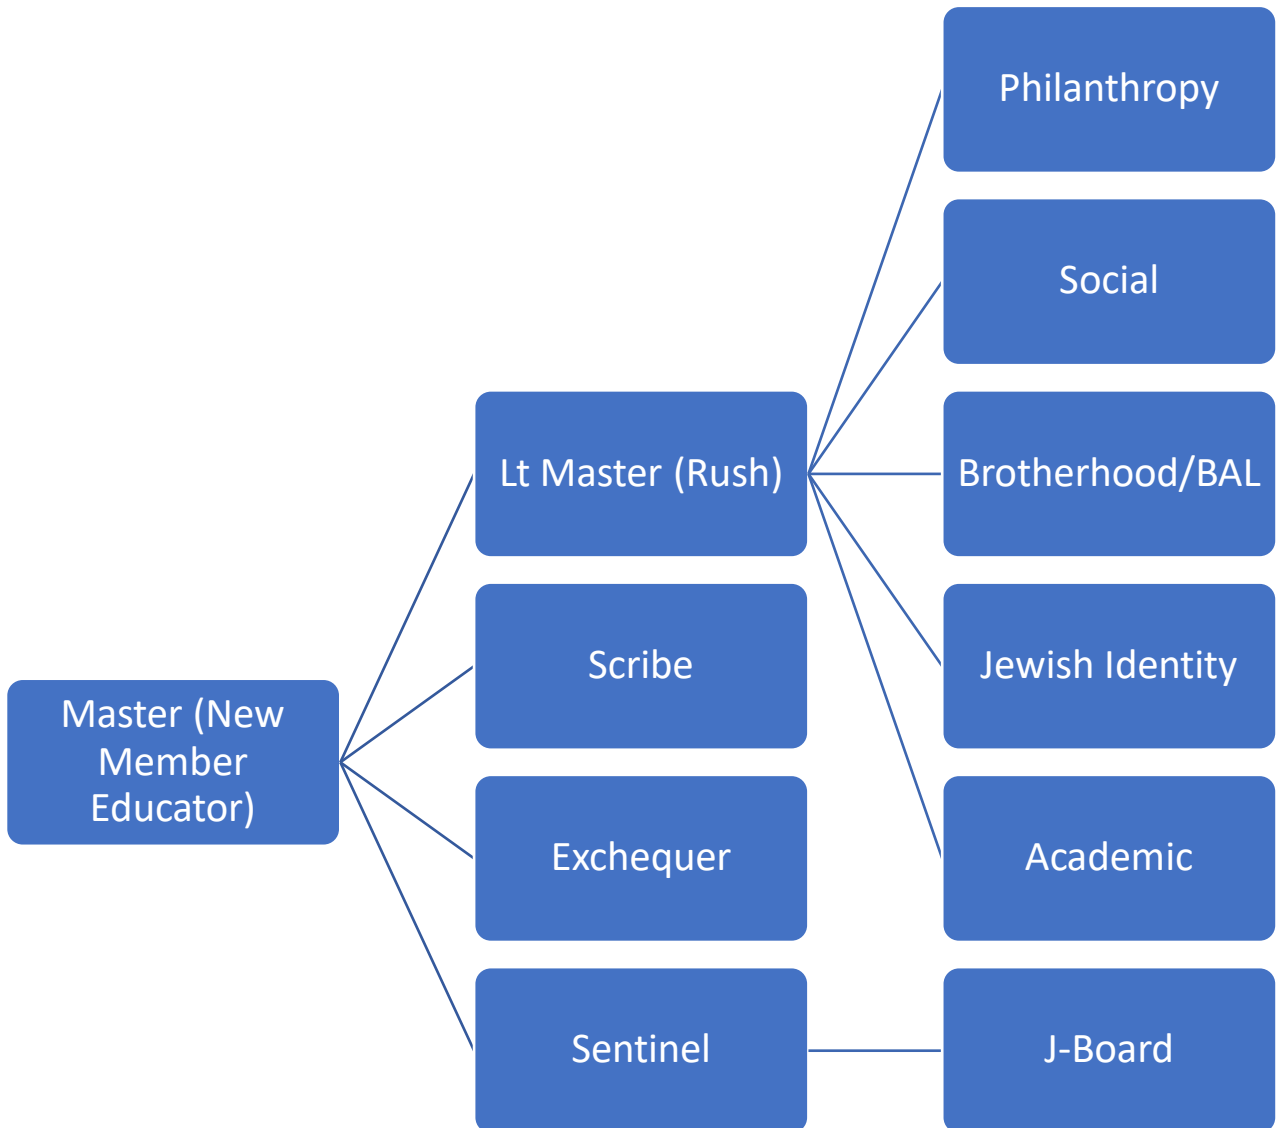 Philanthropy
Social
Lt Master (Rush)
Brotherhood/BAL
Scribe
Jewish Identity
Master (New
Member
Educator)
Exchequer
Academic
Sentinel
J-Board